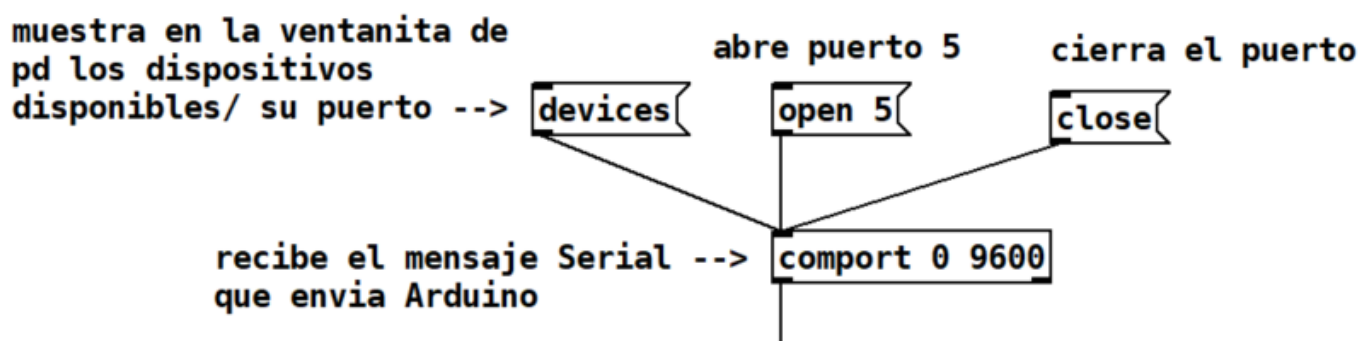 muestra en la ventanita de
pd los dispositivos
disponibles/ su puerto -->
devices
abre puerto 5
open 5
cierra el puerto
close
recibe el mensaje Serial -->
que envia Arduino
comport 0 9600